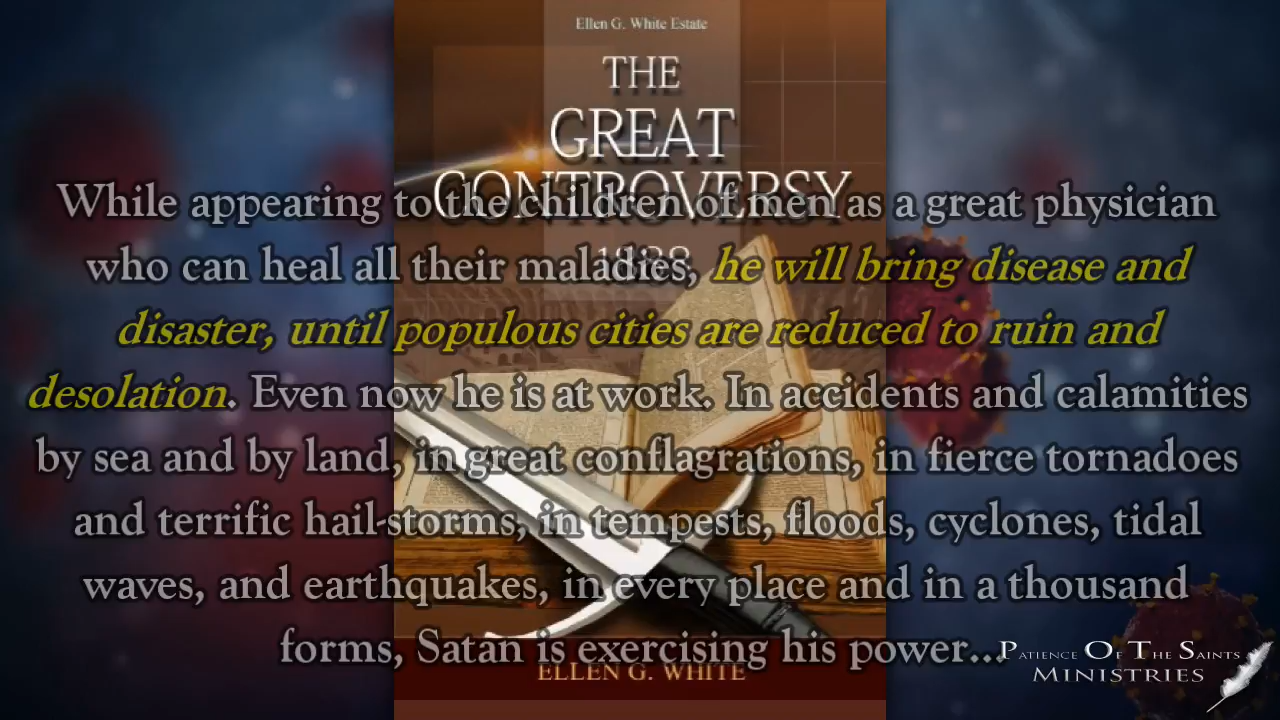 Ellen G. White Estate
THE
GREAT
CONTROVERSY
1888
While appearing to the children of men as a great physician
who can heal all their maladies, he will bring disease and
disaster, until populous cities are reduced to ruin and
desolation. Even now he is at work. In accidents and calamities
by sea and by land, in great conflagrations, in fierce tornadoes
and terrific hail-storms, in tempests, floods, cyclones, tidal
waves, and earthquakes, in every place and in a thousand
forms, Satan is exercising his power...
ELLEN G. WHITE
PATIENCE OF THE SAINTS
MINISTRIES